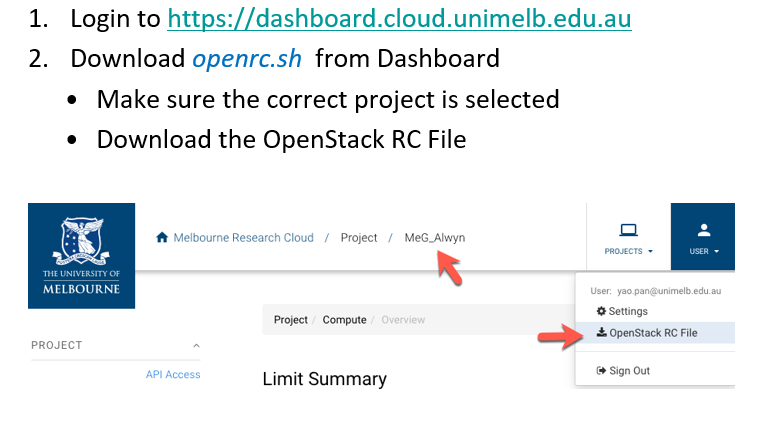 1. Login to https://dashboard.cloud.unimelb.edu.au
2. Download openrc.sh from Dashboard
• Make sure the correct project is selected
• Download the OpenStack RC File
THE UNIVERSITY OF
MELBOURNE
Melbourne Research Cloud / Project / MeG_Alwyn
PROJECTS
USER
User: yao.pan@unimelb.edu.au
Settings
OpenStack RC File
Sign Out
Project / Compute / Overview
PROJECT
API Access
Limit Summary